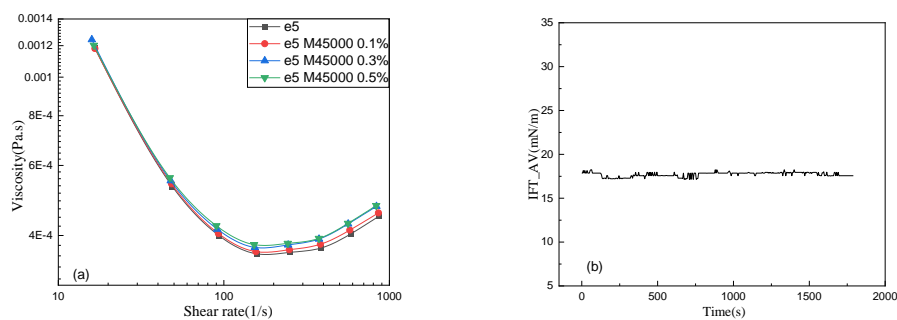 0.0014
0.0012
0.001
8E-4
6E-4
4E-4
Viscosity(Pa.s)
e5
e5 M45000 0.1%
e5 M45000 0.3%
e5 M45000 0.5%
(a)
10
100
1000
Shear rate(1/s)
35
30
25
20
15
10
5
IFT_AV(mN/m)
(b)
0
500
1000
1500
2000
Time(s)